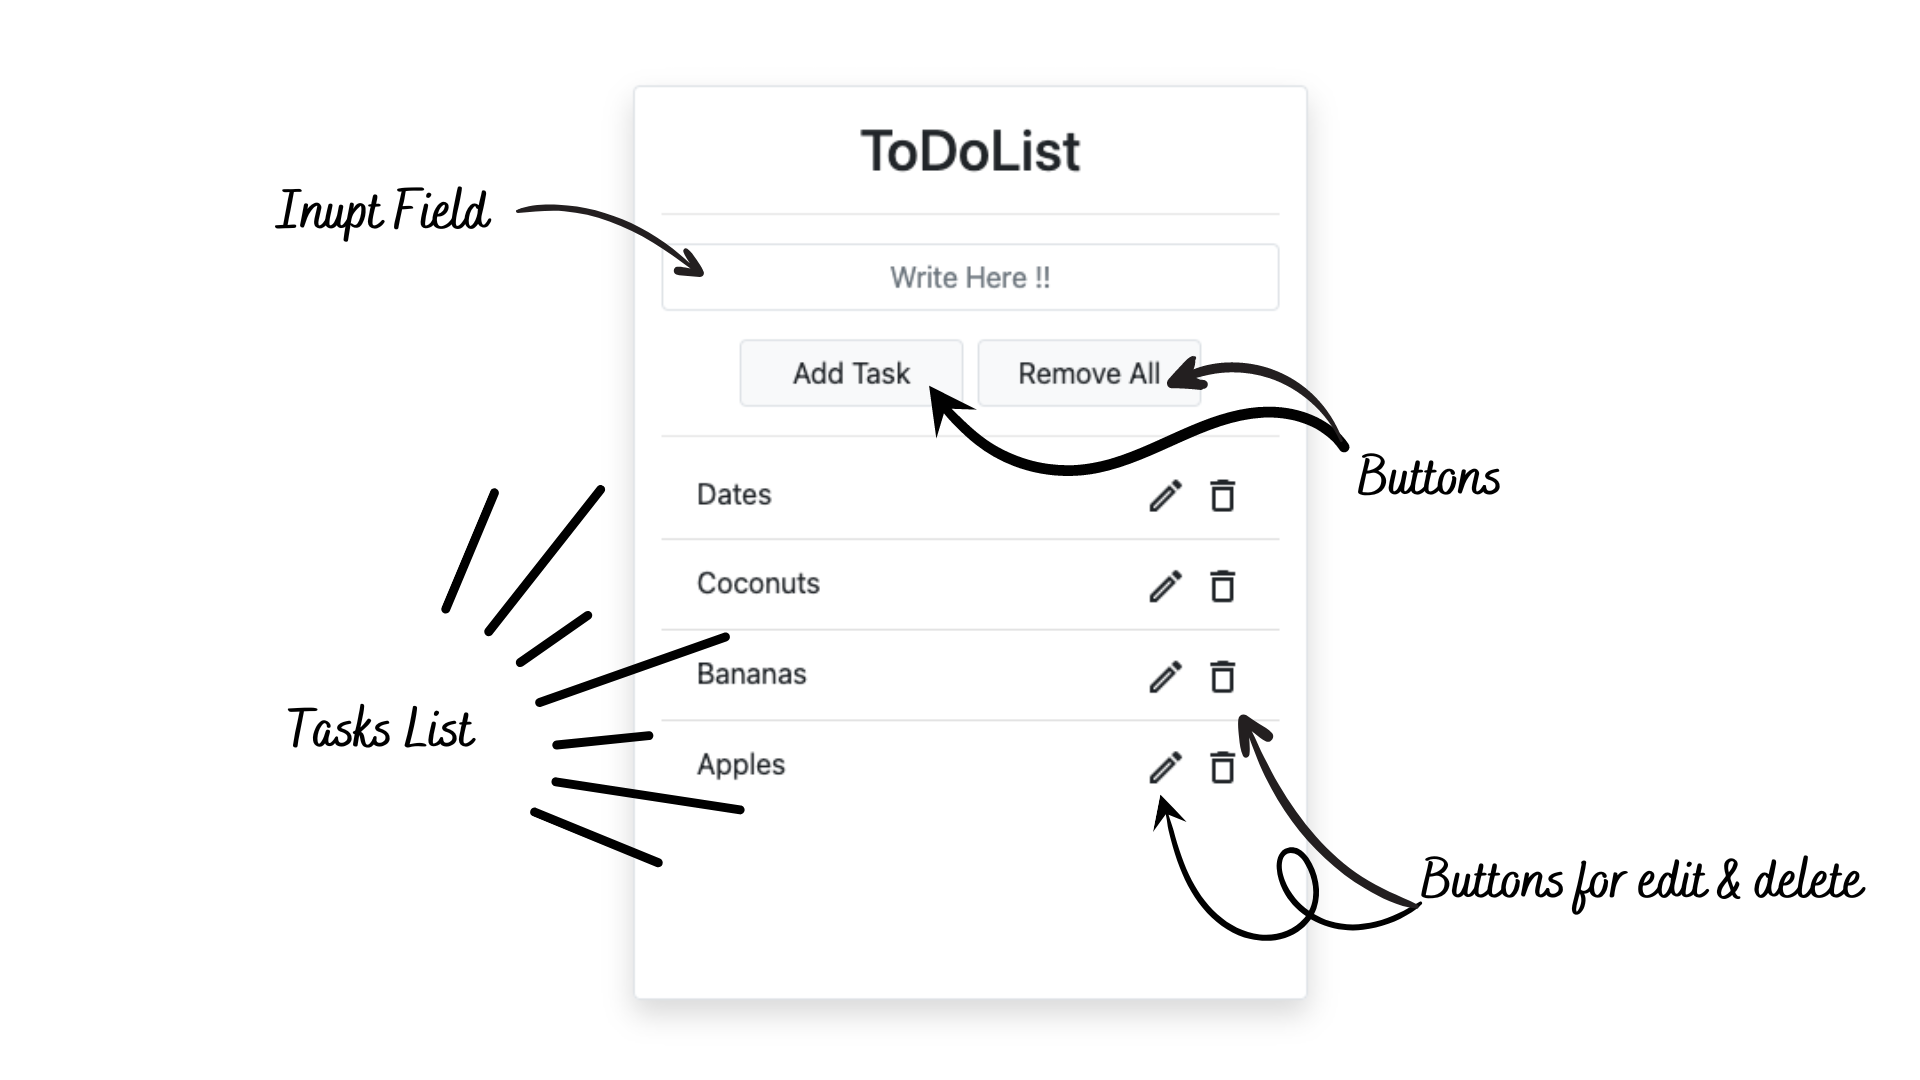 ToDoList
Inupt Field
Write Here !!
Add Task
Remove All
Buttons
Dates
Coconuts
Bananas
Tasks List
Apples
Buttons for edit & delete